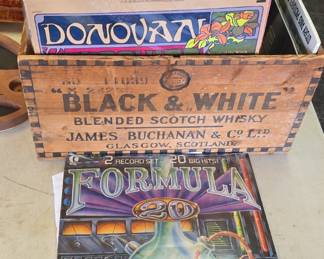 DONOVAN
"BLACK & WHITE"
BLENDED SCOTCH WHISKY
JAMES BUCHANAN & Co LTD
GLASGOW, SCOTLAND
2 RECORD SET 20 BIG HITS!
FORMULA
20